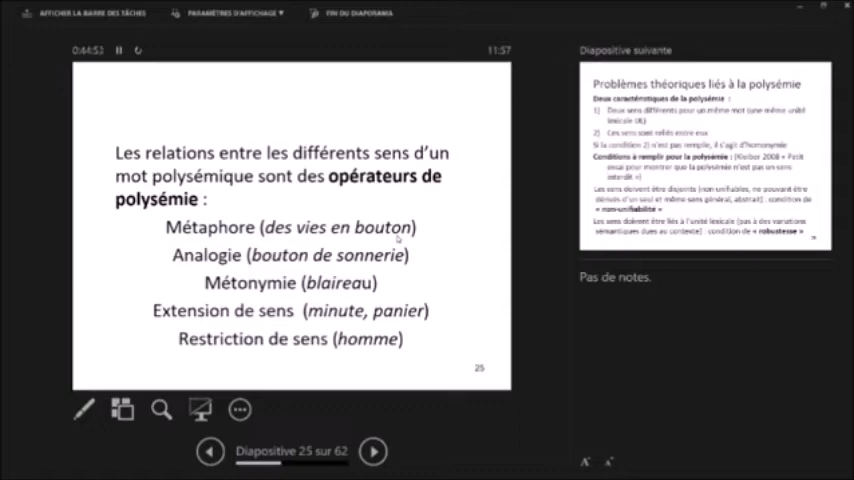 AFFICHER LA BARRE DES TÂCHES
PARAMÈTRES D'AFFICHAGE
FIN DU DIAPORAMA
0:44:53
11:57
Les relations entre les différents sens d'un
mot polysémique sont des opérateurs de
polysémie :
Métaphore (des vies en bouton)
Analogie (bouton de sonnerie)
Métonymie (blaireau)
Extension de sens (minute, panier)
Restriction de sens (homme)
25
Diapositive 25 sur 62
Diapositive suivante
Problèmes théoriques liés à la polysémie
Deux caractéristiques de la polysémie :
1) Deux sens différents pour un même mot (une même unité
lexicale UL)
2) Ces sens sont reliés entre eux
Si la condition 2) n'est pas remplie, il s'agit d'homonymie
Conditions à remplir pour la polysémie : (Kleiber 2008 « Petit
essai pour montrer que la polysémie n'est pas un sens
interdit »)
Les sens doivent être disjoints (non unifiables, ne pouvant être
dérivés d'un seul et même sens général, abstrait) : condition de
« non-unifiabilité »
Les sens doivent être liés à l'unité lexicale (pas à des variations
sémantiques dues au contexte) : condition de « robustesse »
Pas de notes.
A A